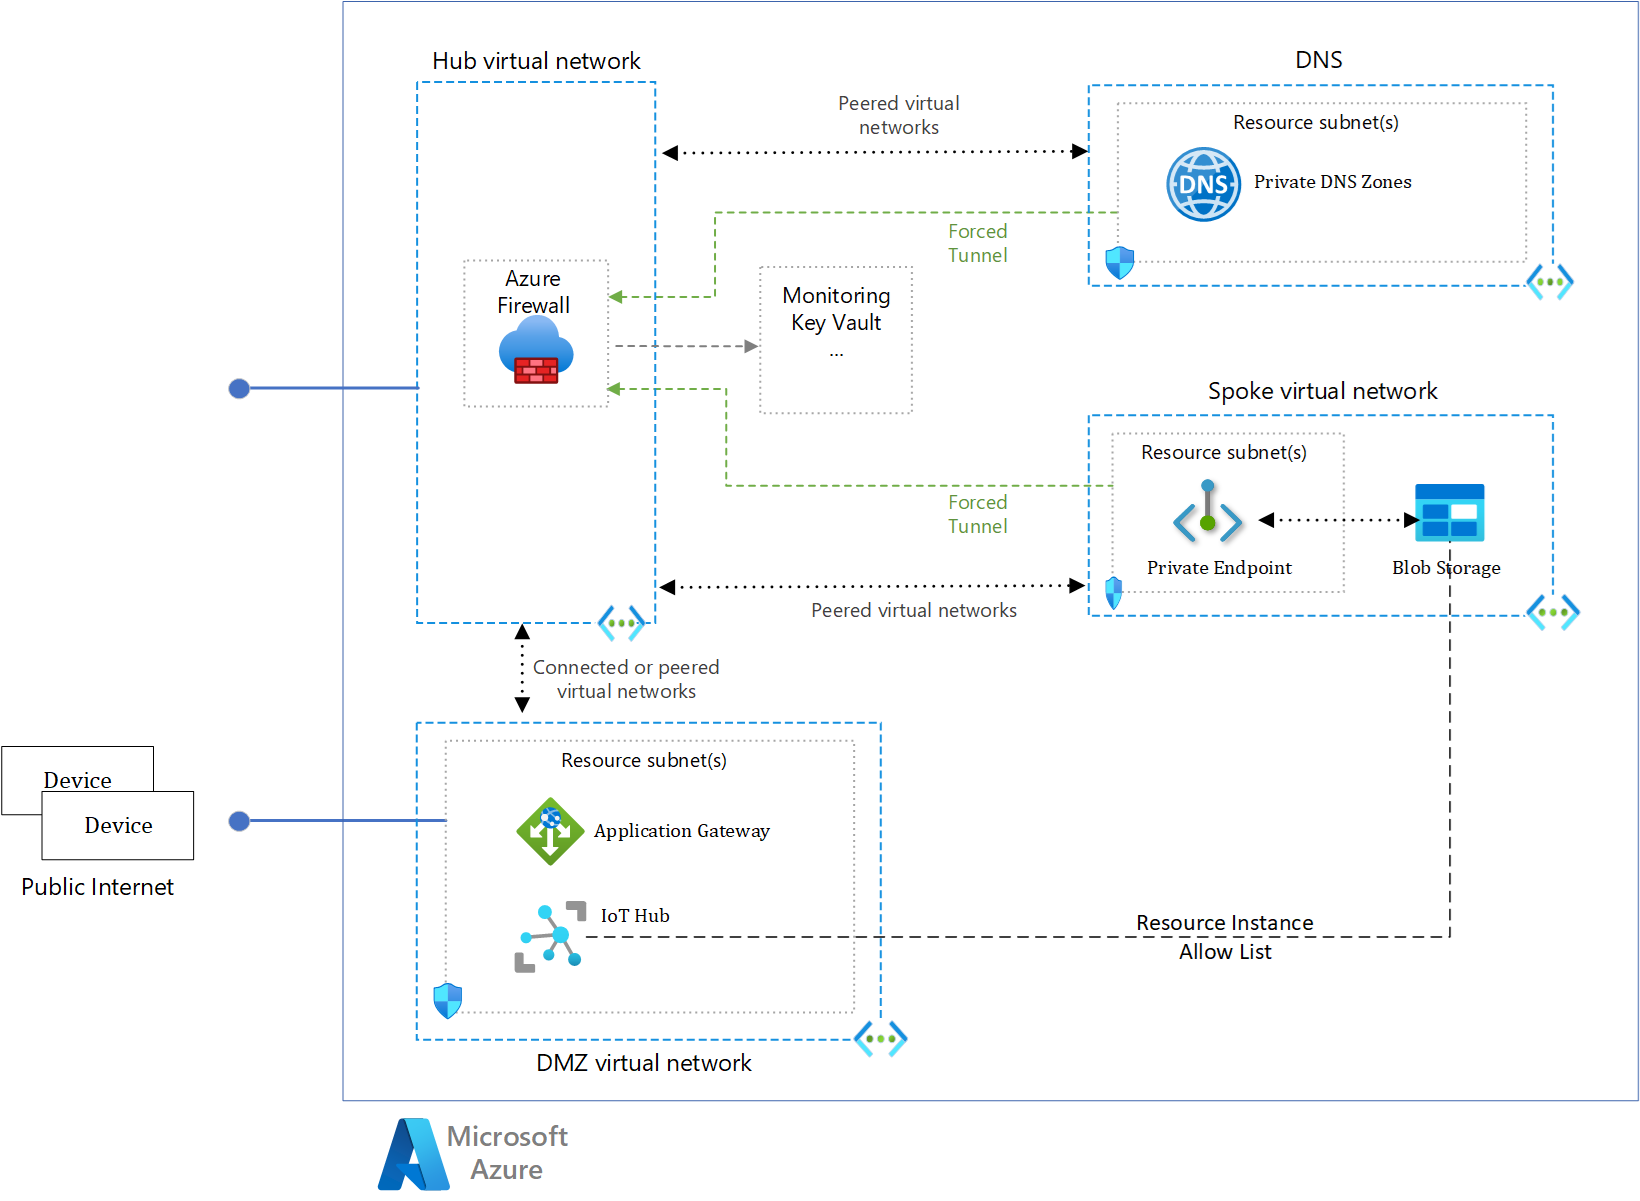 Hub virtual network
DNS
Peered virtual
networks
Resource subnet(s)
DNS
Private DNS Zones
Forced
Tunnel
Azure
Firewall
Monitoring
Key Vault
...
Spoke virtual network
Resource subnet(s)
Forced
Tunnel
Private Endpoint
Blob Storage
Peered virtual networks
Connected or peered
virtual networks
Resource subnet(s)
Device
Device
Public Internet
Application Gateway
IoT Hub
Resource Instance
Allow List
DMZ virtual network
Microsoft
Azure